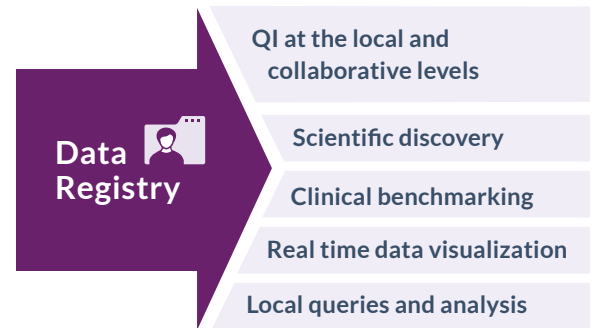 Data
Registry
QI at the local and
collaborative levels
Scientific discovery
Clinical benchmarking
Real time data visualization
Local queries and analysis